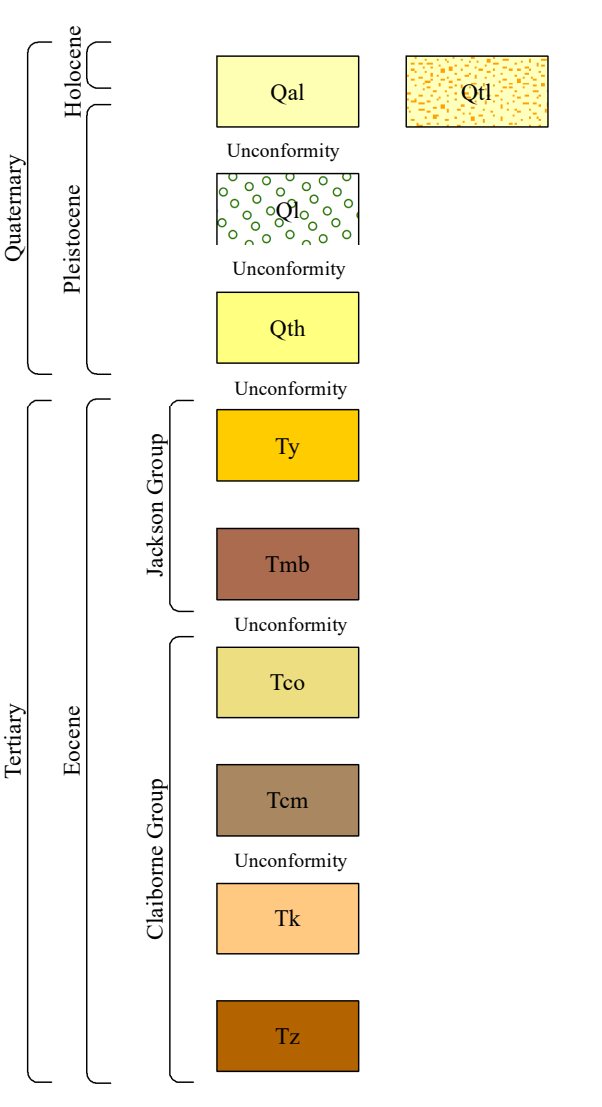 Quaternary
Holocene
Pleistocene
Qal
Qtl
Unconformity
Ql
Unconformity
Qth
Unconformity
Tertiary
Eocene
Jackson Group
Ty
Tmb
Unconformity
Claiborne Group
Tco
Tcm
Unconformity
Tk
Tz